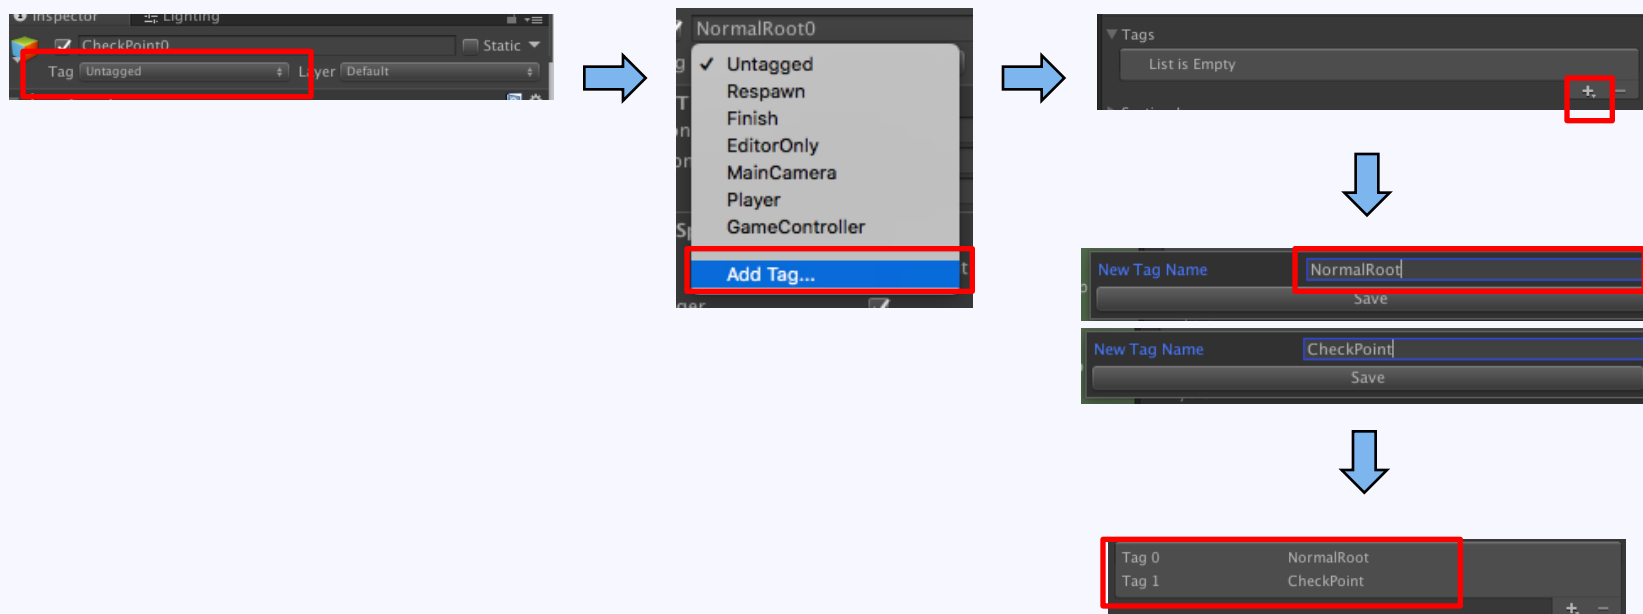 Inspector Lighting
CheckPoint0 Static
Tag Untagged Layer Default
NormalRoot0
Untagged
Respawn
Finish
EditorOnly
MainCamera
Player
GameController
Add Tag...
Tags
List is Empty
New Tag Name NormalRoot
Save
New Tag Name CheckPoint
Save
Tag 0 NormalRoot
Tag 1 CheckPoint